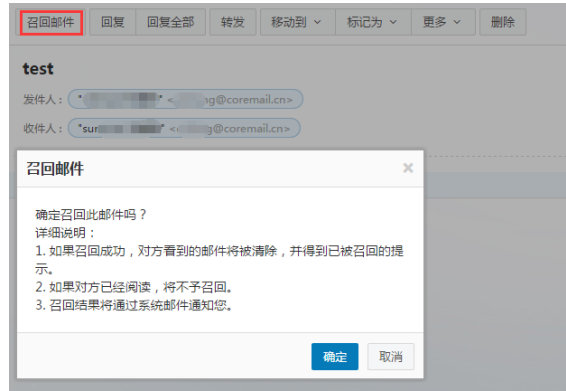 召回邮件 回复 回复全部 转发 移动到 标记为 更多 删除
test
发件人： " " < ng@coremail.cn>
收件人： "sun " < g@coremail.cn>
召回邮件 ×
确定召回此邮件吗？
详细说明：
1. 如果召回成功，对方看到的邮件将被清除，并得到已被召回的提
示。
2. 如果对方已经阅读，将不予召回。
3. 召回结果将通过系统邮件通知您。
确定 取消